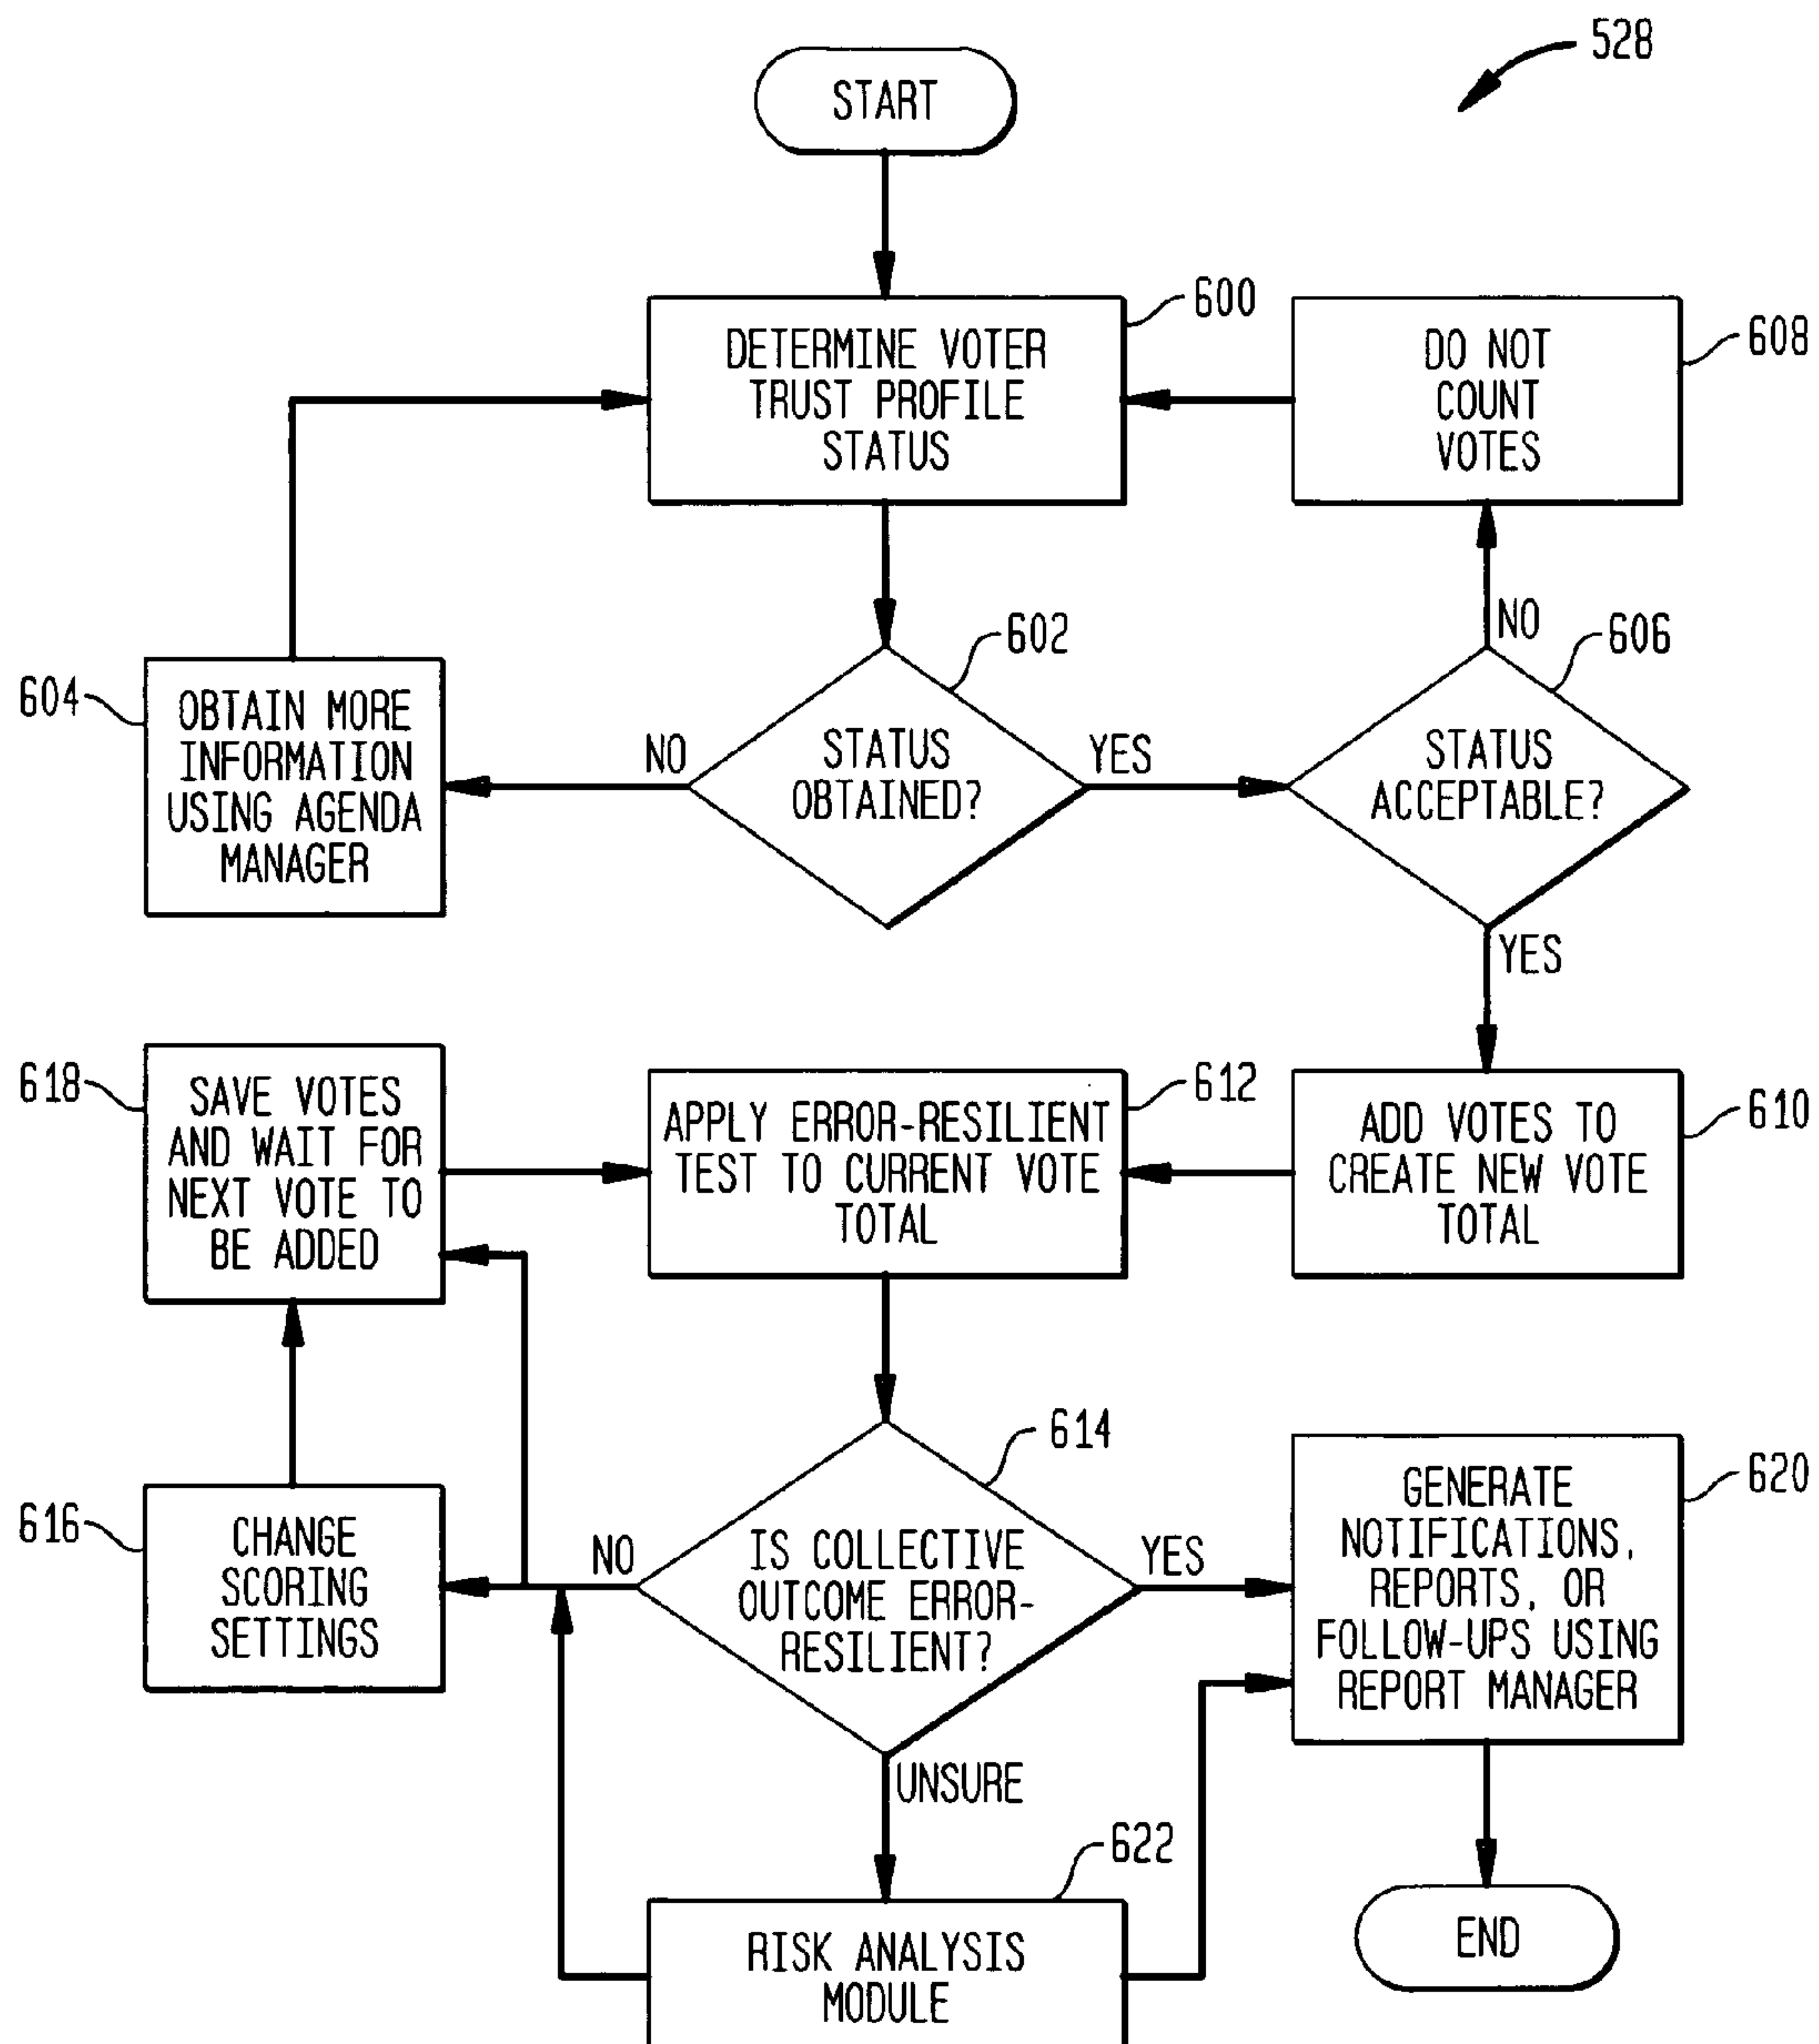 528
START
600
DETERMINE VOTER
TRUST PROFILE
STATUS
608
DO NOT
COUNT
VOTES
604
OBTAIN MORE
INFORMATION
USING AGENDA
MANAGER
NO
602
STATUS
OBTAINED?
YES
NO
606
STATUS
ACCEPTABLE?
YES
618
SAVE VOTES
AND WAIT FOR
NEXT VOTE TO
BE ADDED
612
APPLY ERROR-RESILIENT
TEST TO CURRENT VOTE
TOTAL
610
ADD VOTES TO
CREATE NEW VOTE
TOTAL
616
CHANGE
SCORING
SETTINGS
NO
614
IS COLLECTIVE
OUTCOME ERROR-
RESILIENT?
YES
UNSURE
620
GENERATE
NOTIFICATIONS,
REPORTS, OR
FOLLOW-UPS USING
REPORT MANAGER
622
RISK ANALYSIS
MODULE
END